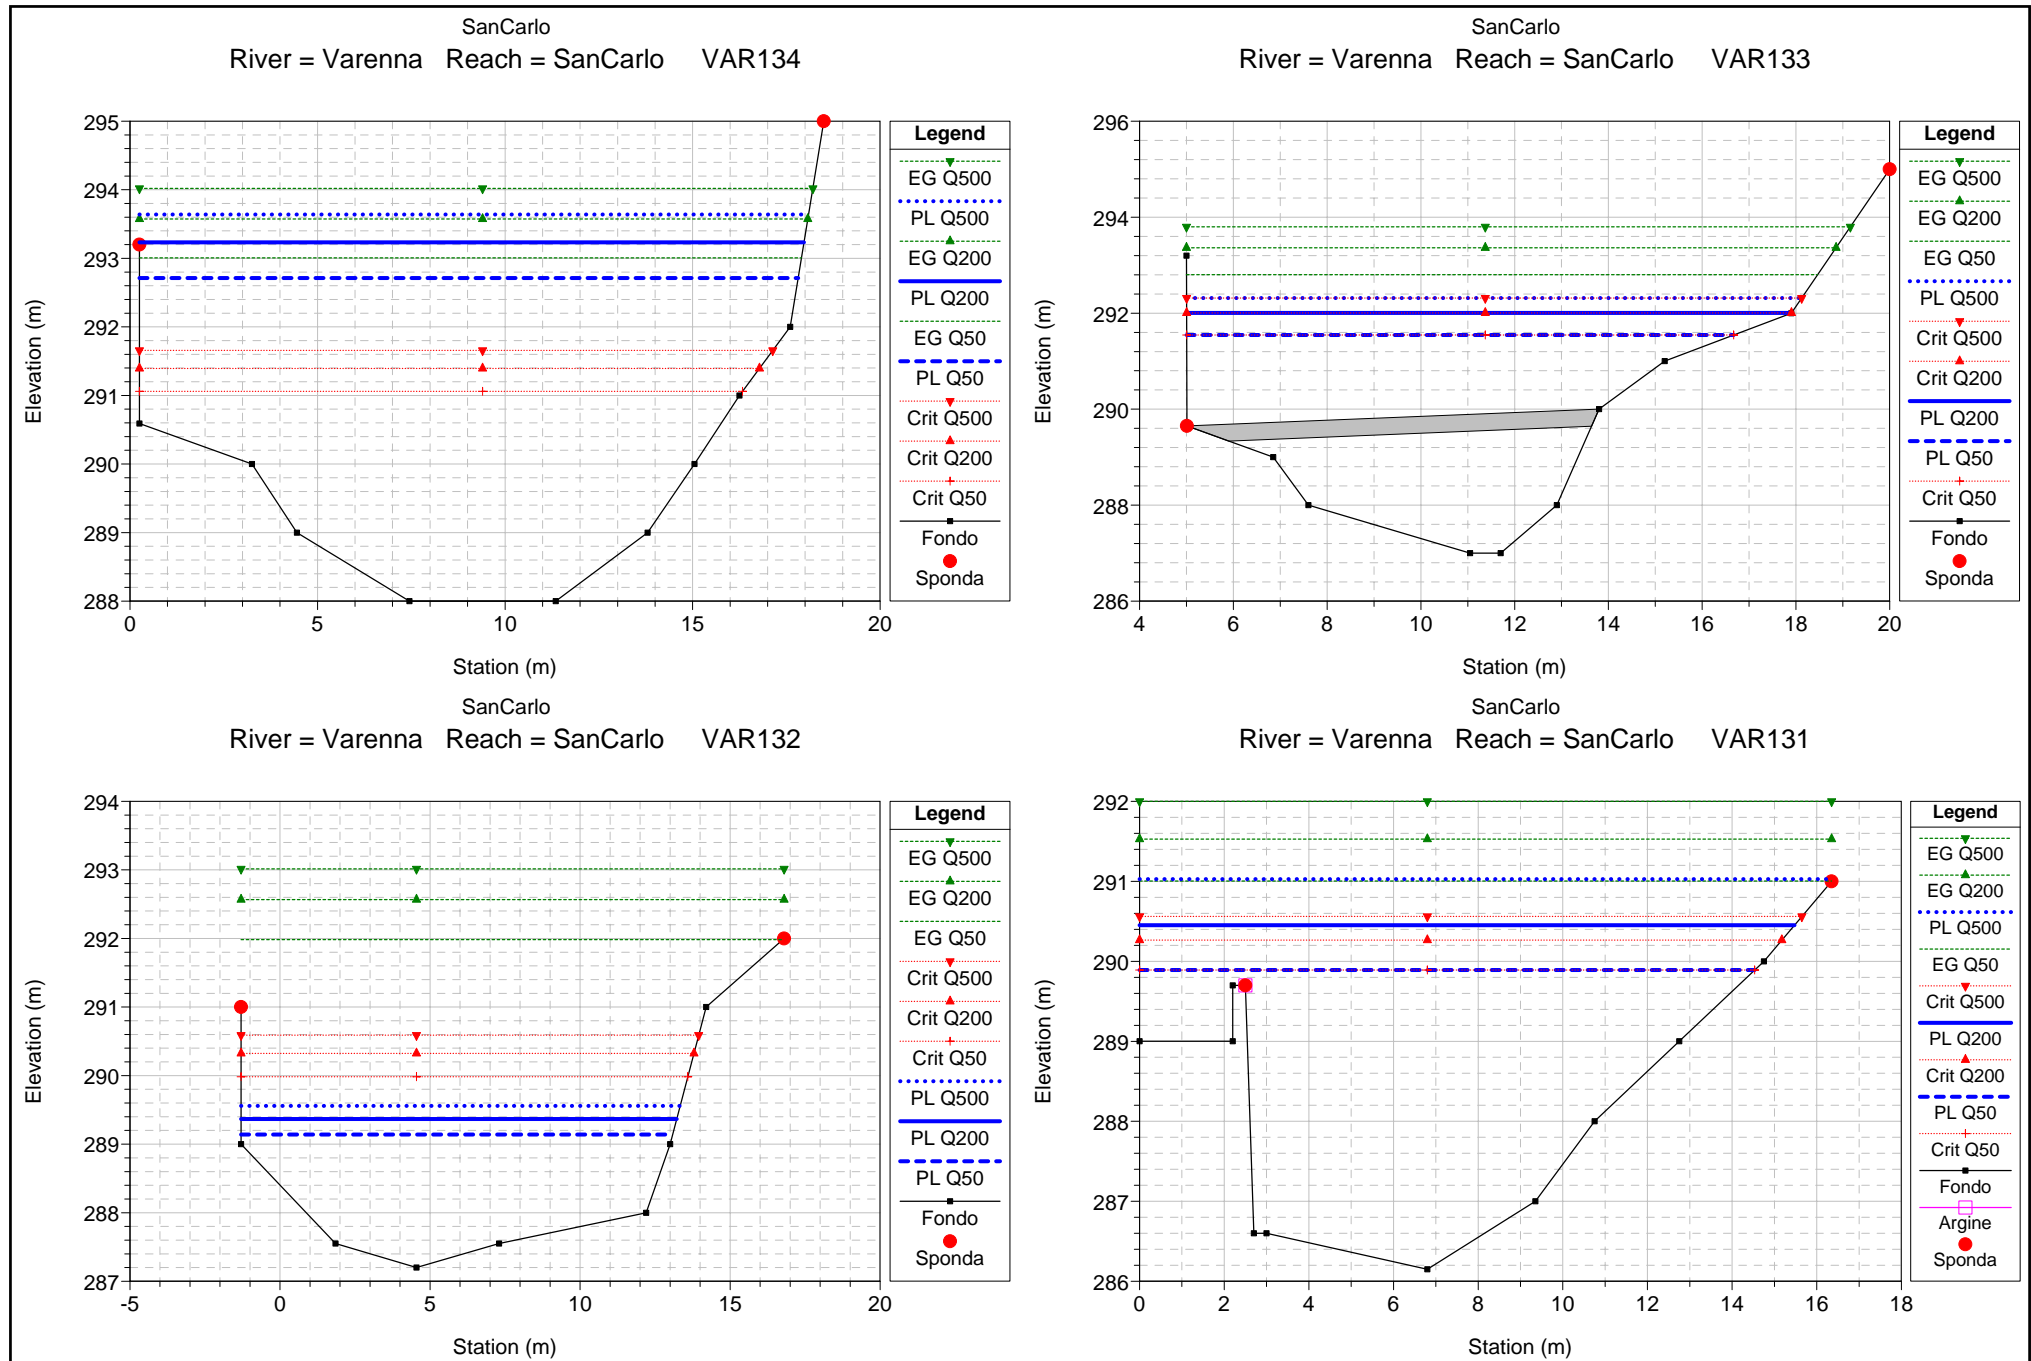 SanCarlo
River = Varenna Reach = SanCarlo VAR134
295
294
293
292
291
290
289
288
0 5 10 15 20
Elevation (m)
Station (m)
Legend
EG Q500
PL Q500
EG Q200
PL Q200
EG Q50
PL Q50
Crit Q500
Crit Q200
Crit Q50
Fondo
Sponda
SanCarlo
River = Varenna Reach = SanCarlo VAR133
296
294
292
290
288
286
4 6 8 10 12 14 16 18 20
Elevation (m)
Station (m)
Legend
EG Q500
EG Q200
EG Q50
PL Q500
Crit Q500
Crit Q200
PL Q200
PL Q50
Crit Q50
Fondo
Sponda
SanCarlo
River = Varenna Reach = SanCarlo VAR132
294
293
292
291
290
289
288
287
-5 0 5 10 15 20
Elevation (m)
Station (m)
Legend
EG Q500
EG Q200
EG Q50
Crit Q500
Crit Q200
Crit Q50
PL Q500
PL Q200
PL Q50
Fondo
Sponda
SanCarlo
River = Varenna Reach = SanCarlo VAR131
292
291
290
289
288
287
286
0 2 4 6 8 10 12 14 16 18
Elevation (m)
Station (m)
Legend
EG Q500
EG Q200
PL Q500
EG Q50
Crit Q500
PL Q200
Crit Q200
PL Q50
Crit Q50
Fondo
Argine
Sponda